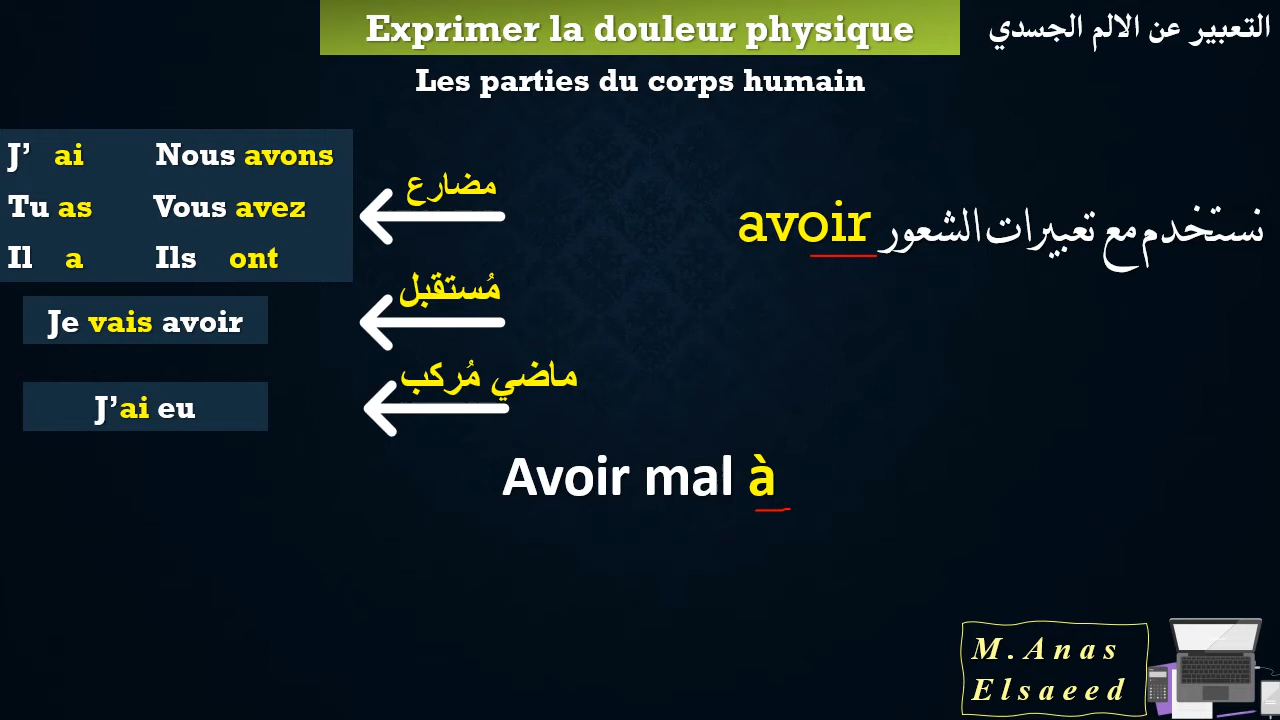 Exprimer la douleur physique
التعبير عن الالم الجسدي
Les parties du corps humain
J’ ai Nous avons
Tu as Vous avez
Il a Ils ont
مضارع
نستخدم مع تعبيرات الشعور avoir
مُستقبل
Je vais avoir
ماضي مُركب
J’ai eu
Avoir mal à
M.Anas
Elsaeed